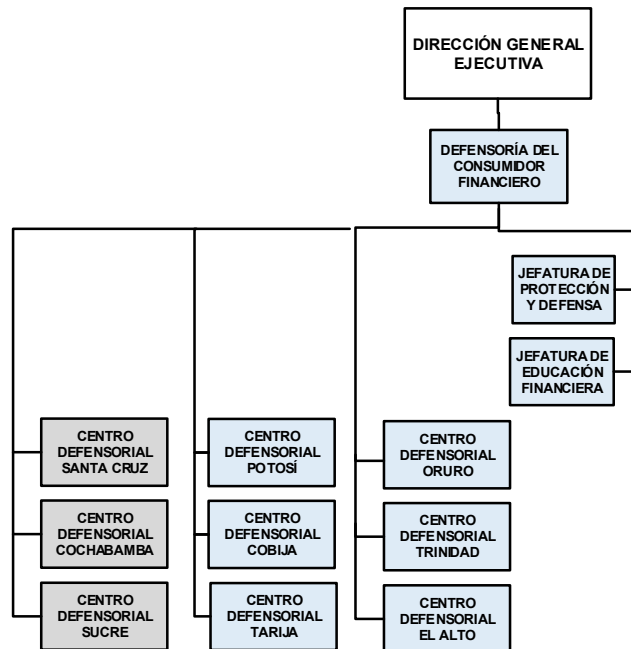 DIRECCIÓN GENERAL
EJECUTIVA
DEFENSORÍA DEL
CONSUMIDOR
FINANCIERO
JEFATURA DE
PROTECCIÓN
Y DEFENSA
JEFATURA DE
EDUCACIÓN
FINANCIERA
CENTRO
DEFENSORIAL
SANTA CRUZ
CENTRO
DEFENSORIAL
POTOSÍ
CENTRO
DEFENSORIAL
ORURO
CENTRO
DEFENSORIAL
COCHABAMBA
CENTRO
DEFENSORIAL
COBIJA
CENTRO
DEFENSORIAL
TRINIDAD
CENTRO
DEFENSORIAL
SUCRE
CENTRO
DEFENSORIAL
TARIJA
CENTRO
DEFENSORIAL
EL ALTO